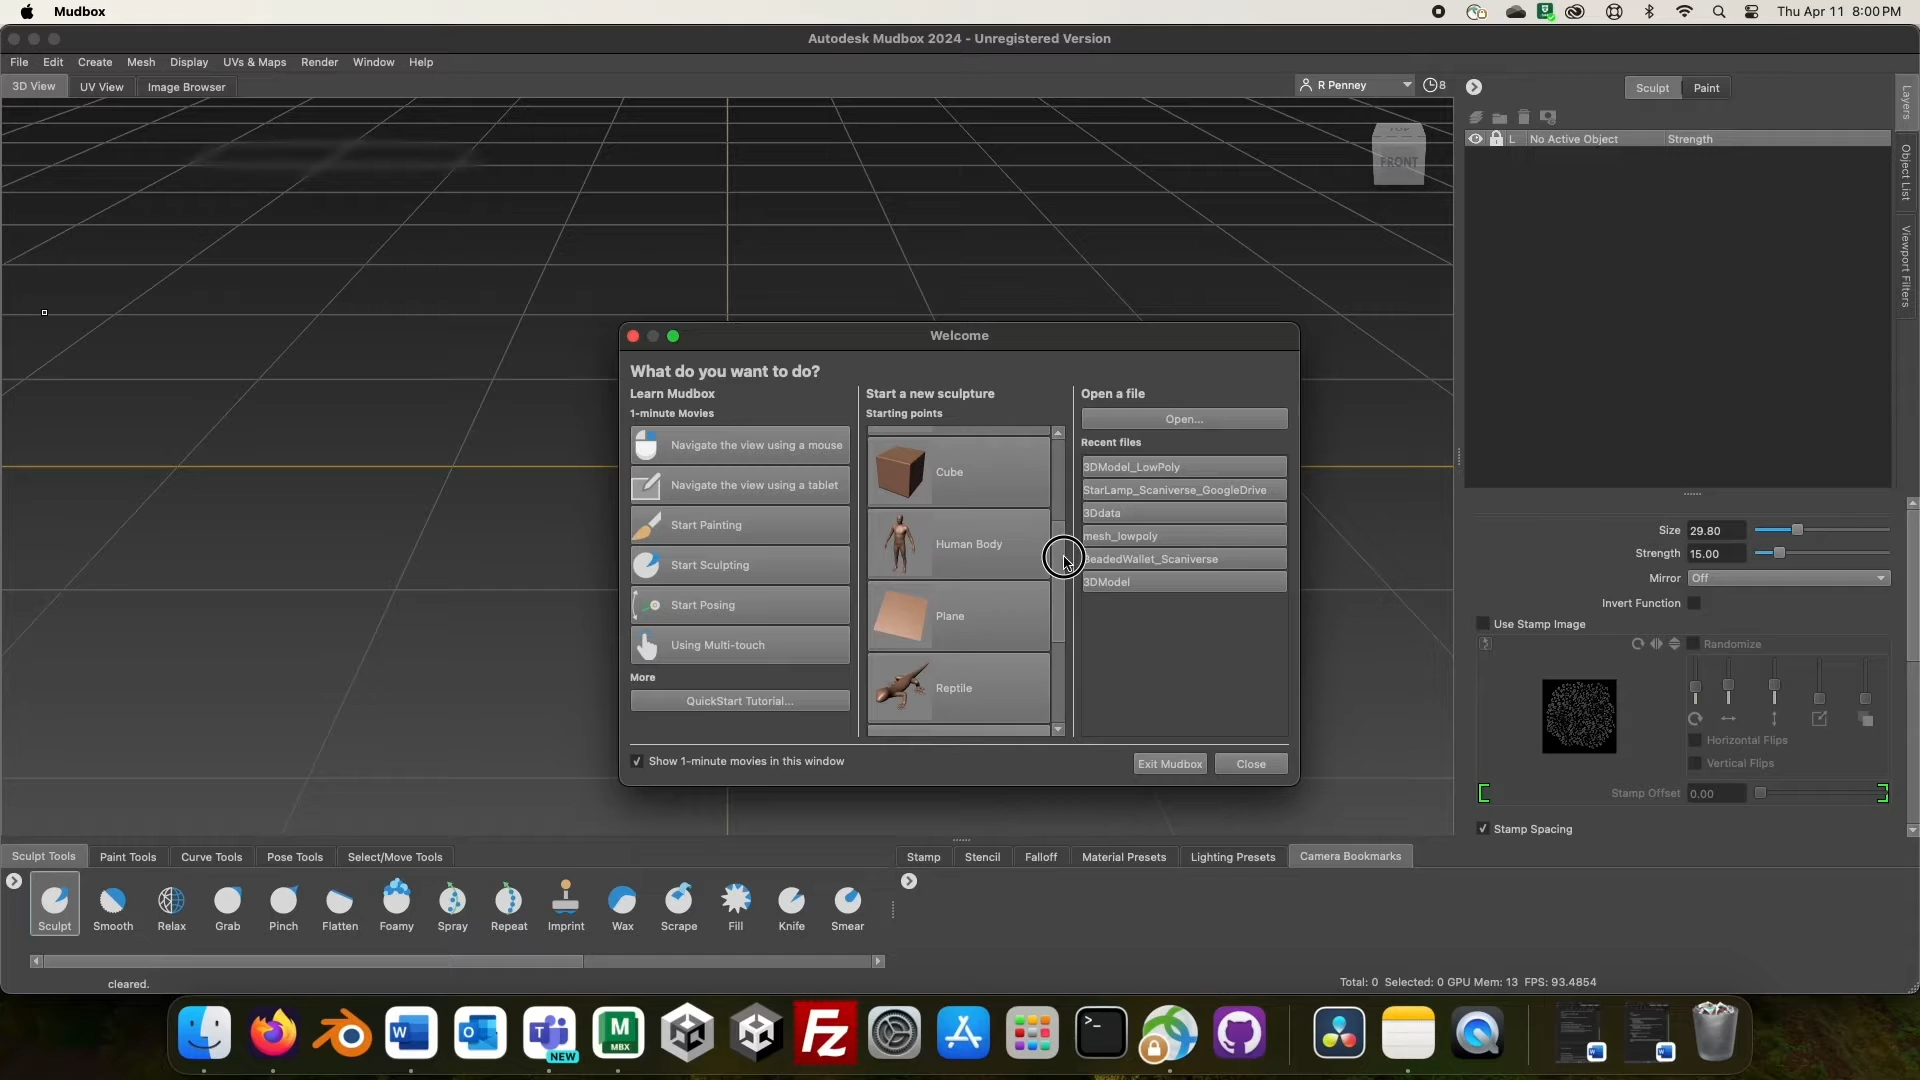 Mudbox
Thu Apr 11 8:00 PM
Autodesk Mudbox 2024 - Unregistered Version
File Edit Create Mesh Display UVs & Maps Render Window Help
3D View UV View Image Browser
R Penney
8
Sculpt Paint
Layers
Object List
Viewport Filters
L No Active Object Strength
FRONT
Welcome
What do you want to do?
Learn Mudbox
1-minute Movies
Navigate the view using a mouse
Navigate the view using a tablet
Start Painting
Start Sculpting
Start Posing
Using Multi-touch
More
QuickStart Tutorial...
Start a new sculpture
Starting points
Cube
Human Body
Plane
Reptile
Open a file
Open...
Recent files
3DModel_LowPoly
StarLamp_Scaniverse_GoogleDrive
3Ddata
mesh_lowpoly
BeadedWallet_Scaniverse
3DModel
Show 1-minute movies in this window
Exit Mudbox Close
Size 29.80
Strength 15.00
Mirror Off
Invert Function
Use Stamp Image
Randomize
Horizontal Flips
Vertical Flips
Stamp Offset 0.00
Stamp Spacing
Sculpt Tools Paint Tools Curve Tools Pose Tools Select/Move Tools
Stamp Stencil Falloff Material Presets Lighting Presets Camera Bookmarks
Sculpt Smooth Relax Grab Pinch Flatten Foamy Spray Repeat Imprint Wax Scrape Fill Knife Smear
cleared.
Total: 0 Selected: 0 GPU Mem: 13 FPS: 93.4854
W
M
MBX
NEW
Fz